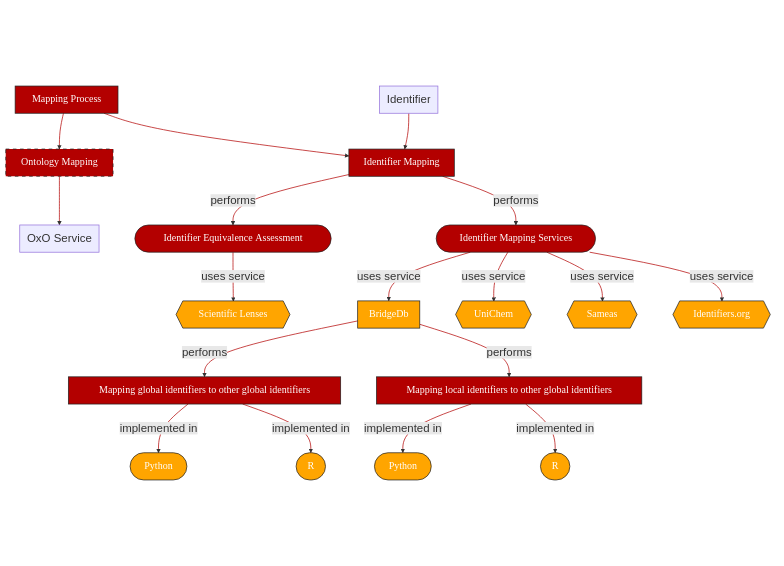 Mapping Process
Identifier
Ontology Mapping
Identifier Mapping
performs
performs
OxO Service
Identifier Equivalence Assessment
Identifier Mapping Services
uses service
uses service
uses service
uses service
uses service
Scientific Lenses
BridgeDb
UniChem
Sameas
Identifiers.org
performs
performs
Mapping global identifiers to other global identifiers
Mapping local identifiers to other global identifiers
implemented in
implemented in
implemented in
implemented in
Python
R
Python
R